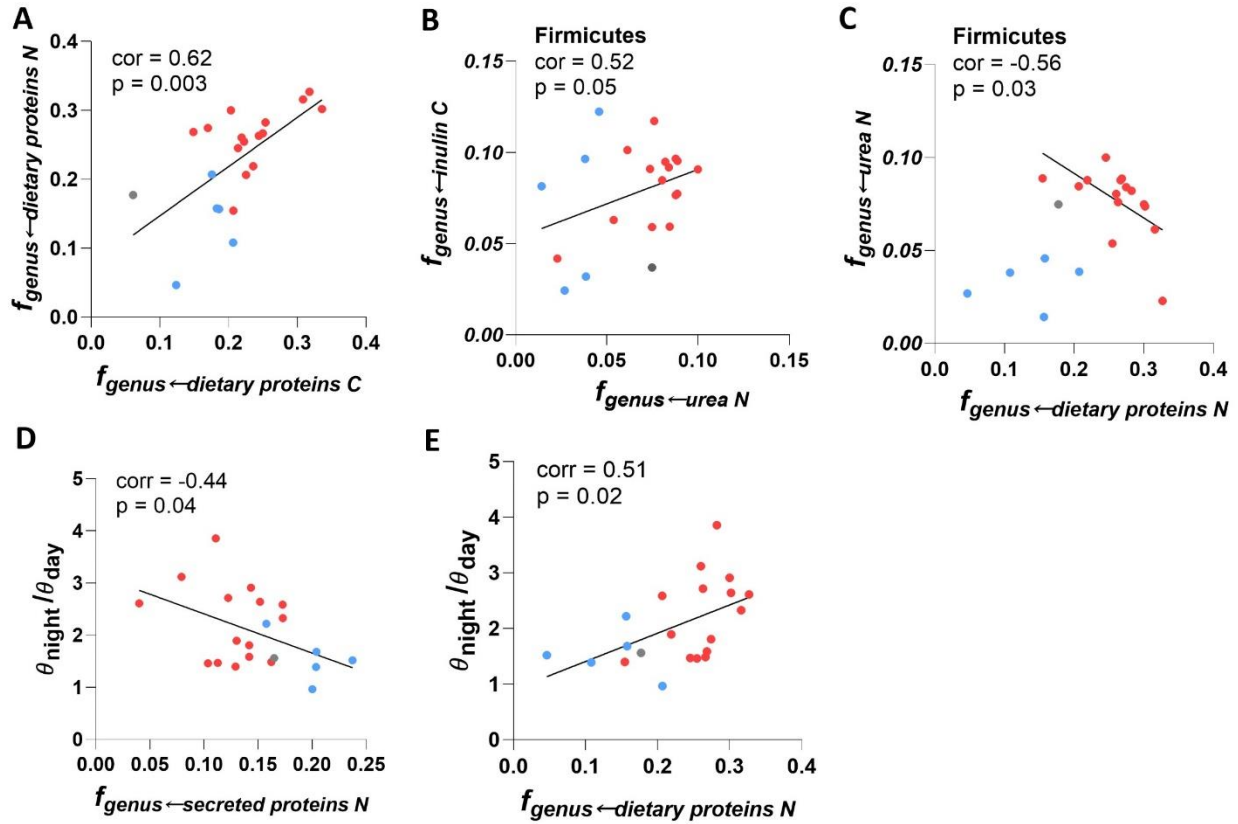 A
cor = 0.62
p = 0.003
f genus←dietary proteins N
0.4
0.3
0.2
0.1
0.0
0.0 0.1 0.2 0.3 0.4
f genus←dietary proteins C
B
Firmicutes
cor = 0.52
p = 0.05
f genus←inulin C
0.15
0.10
0.05
0.00
0.00 0.05 0.10 0.15
f genus←urea N
C
Firmicutes
cor = -0.56
p = 0.03
f genus←urea N
0.15
0.10
0.05
0.00
0.0 0.1 0.2 0.3 0.4
f genus←dietary proteins N
D
corr = -0.44
p = 0.04
θnight/θday
5
4
3
2
1
0
0.00 0.05 0.10 0.15 0.20 0.25
f genus←secreted proteins N
E
corr = 0.51
p = 0.02
θnight/θday
5
4
3
2
1
0
0.0 0.1 0.2 0.3 0.4
f genus←dietary proteins N